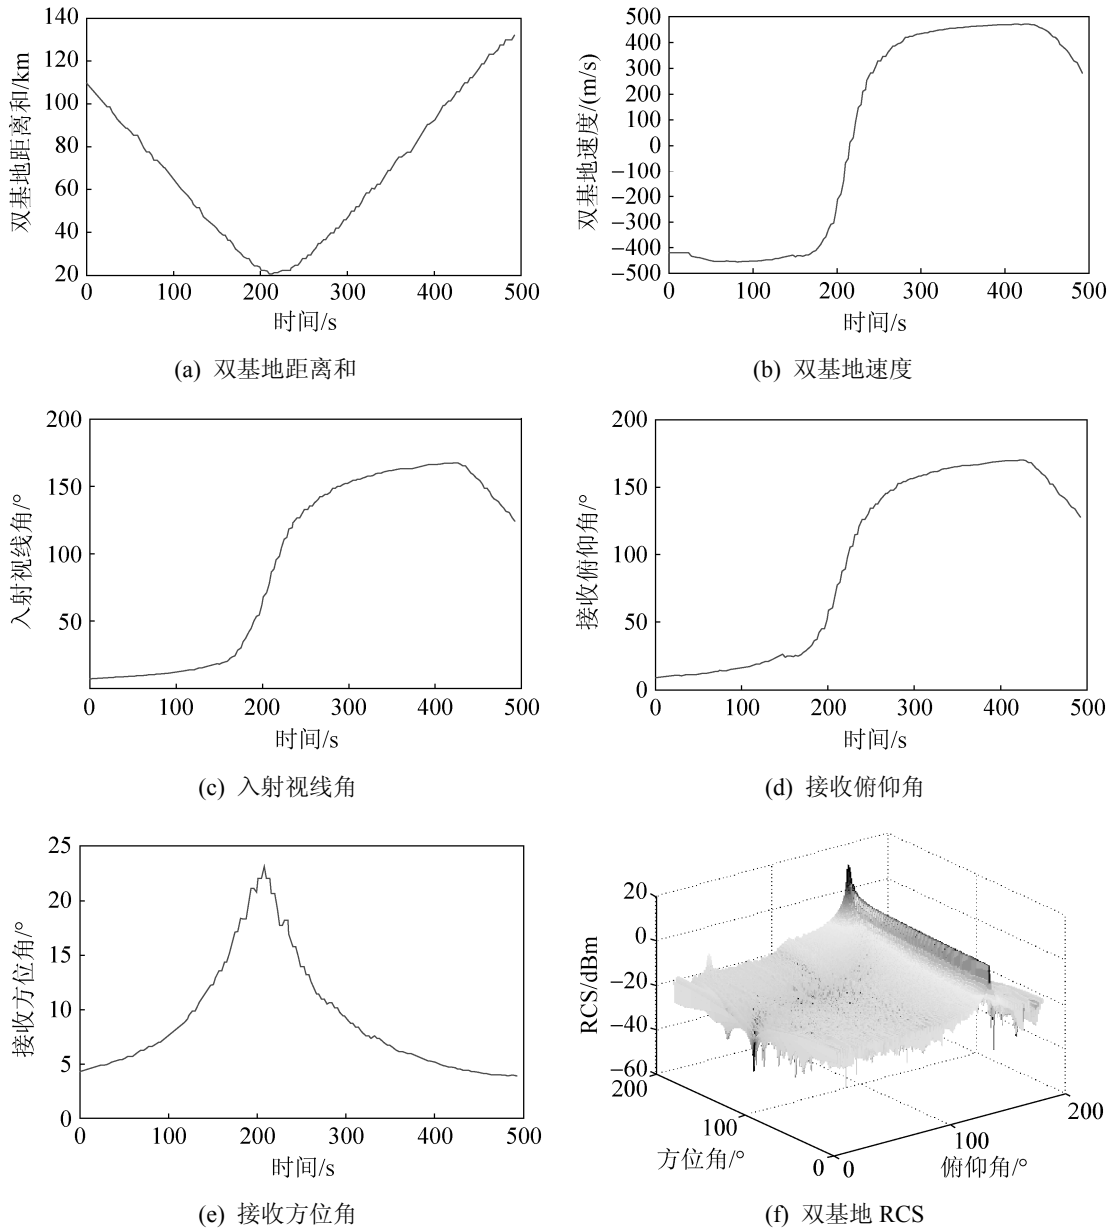 140
120
100
80
60
40
20
0 100 200 300 400 500
双基地距离和/km
时间/s
(a) 双基地距离和
500
400
300
200
100
0
−100
−200
−300
−400
−500
0 100 200 300 400 500
双基地速度/(m/s)
时间/s
(b) 双基地速度
200
150
100
50
0 100 200 300 400 500
入射视线角/°
时间/s
(c) 入射视线角
200
150
100
50
0
0 100 200 300 400 500
接收俯仰角/°
时间/s
(d) 接收俯仰角
25
20
15
10
5
0
0 100 200 300 400 500
接收方位角/°
时间/s
(e) 接收方位角
20
0
−20
−40
−60
RCS/dBm
200
100
0
方位角/°
0
100
200
俯仰角/°
(f) 双基地 RCS